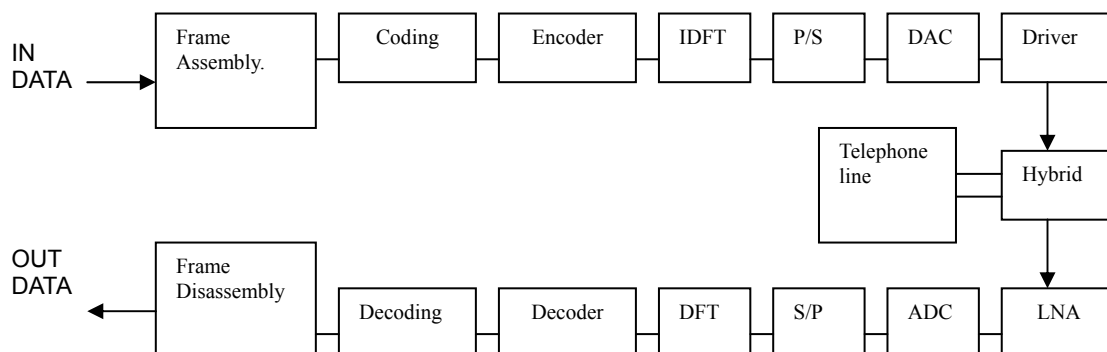 IN
DATA
Frame
Assembly.
Coding
Encoder
IDFT
P/S
DAC
Driver
Telephone
line
Hybrid
OUT
DATA
Frame
Disassembly
Decoding
Decoder
DFT
S/P
ADC
LNA